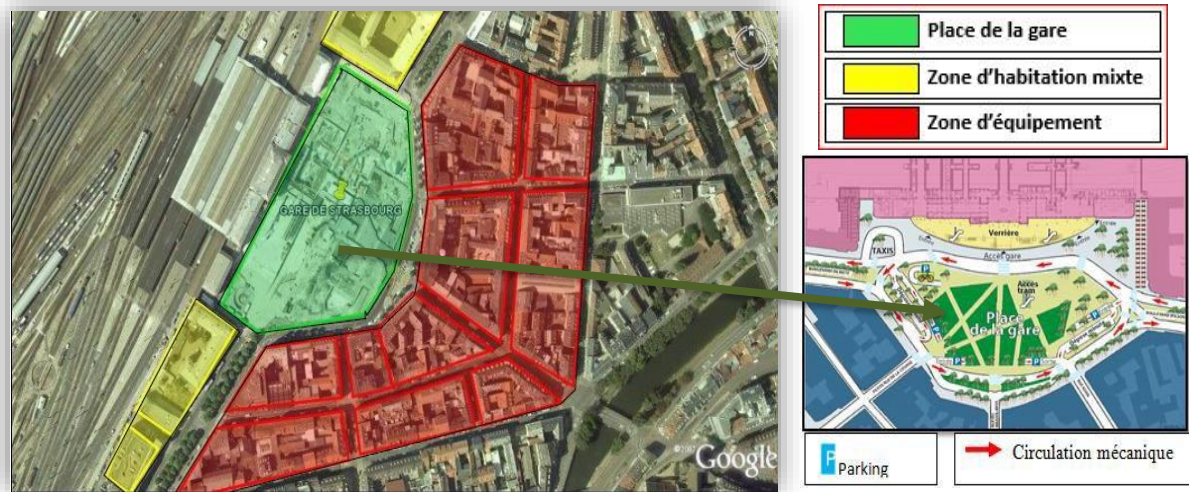 GARE DE STRASBOURG
Google
Place de la gare
Zone d'habitation mixte
Zone d'équipement
Verrière
Entrée
TAXIS
Accès gare
Accès
tram
Place
de la gare
P
Parking
Circulation mécanique